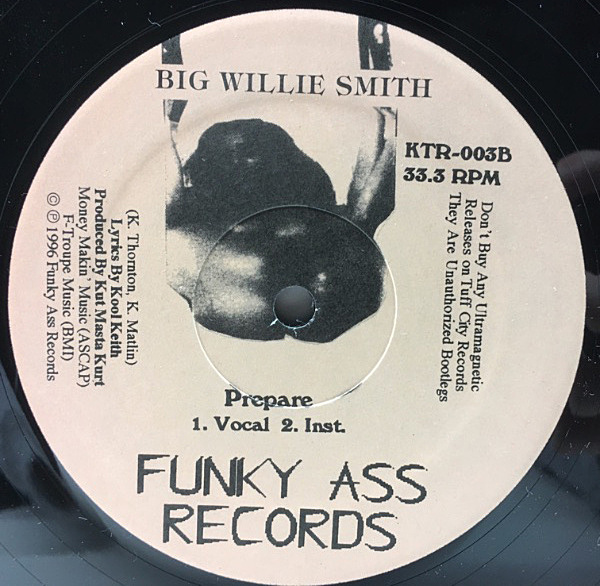 BIG WILLIE SMITH
KTR-003B
33.3 RPM
Don't Buy Any Ultramagnetic
Releases on Tuff City Records
They Are Unauthorized Bootlegs
(K. Thornton, K. Matlin)
Lyrics By Kool Keith
Produced By Kut Masta Kurt
Money Makin' Music (ASCAP)
F-Troupe Music (BMI)
© ℗ 1996 Funky Ass Records
Prepare
1. Vocal 2. Inst.
FUNKY ASS
RECORDS